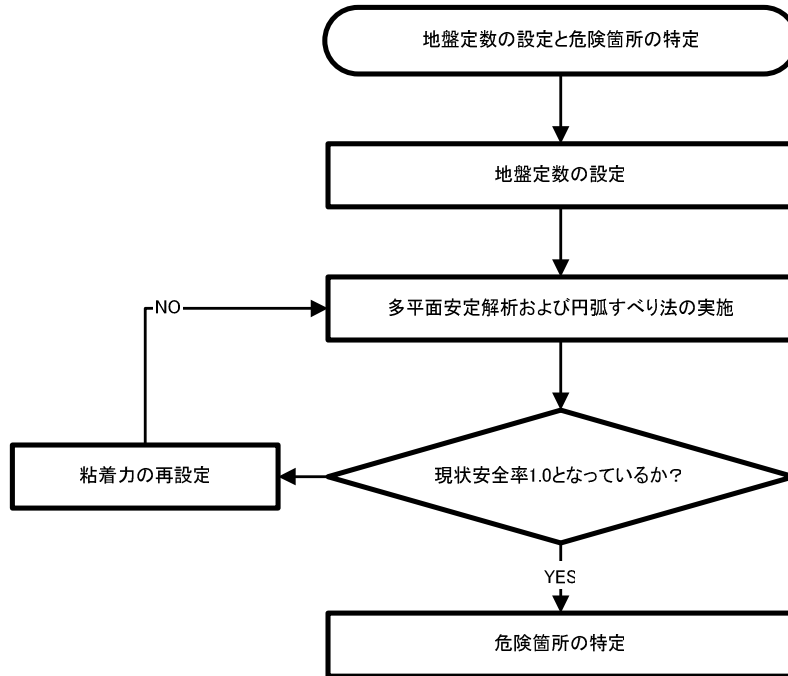 地盤定数の設定と危険箇所の特定
地盤定数の設定
NO
多平面安定解析および円弧すべり法の実施
粘着力の再設定
現状安全率1.0となっているか?
YES
危険箇所の特定